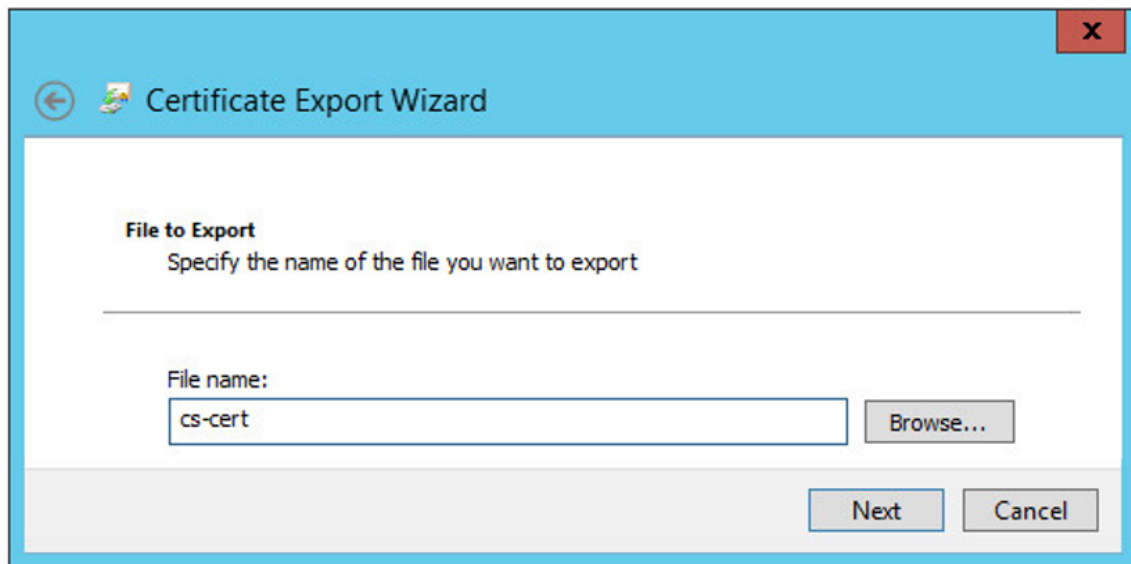 x
Certificate Export Wizard
File to Export
Specify the name of the file you want to export
File name:
cs-cert
Browse...
Next
Cancel